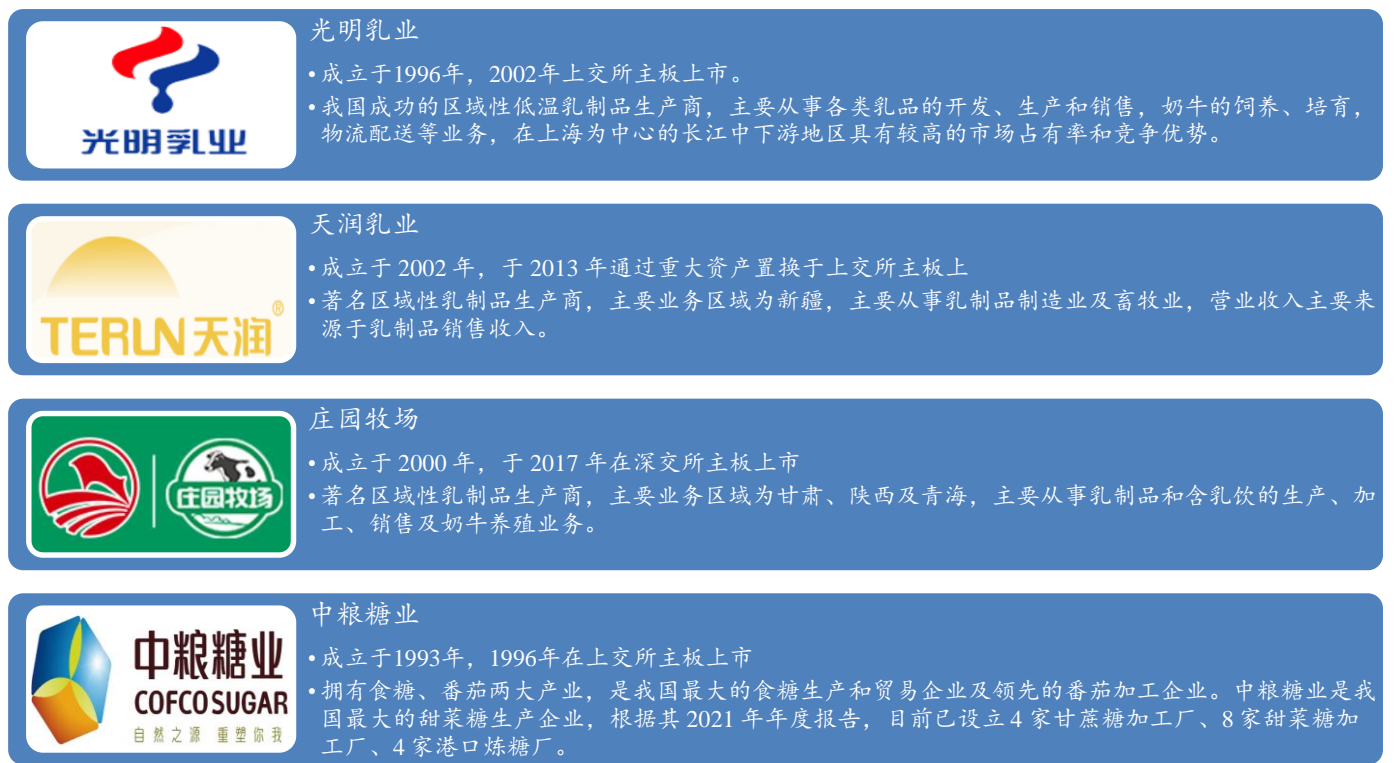 光明乳业
光明乳业
• 成立于1996年，2002年上交所主板上市。
• 我国成功的区域性低温乳制品生产商，主要从事各类乳品的开发、生产和销售，奶牛的饲养、培育，
物流配送等业务，在上海为中心的长江中下游地区具有较高的市场占有率和竞争优势。
TERUN天润®
天润乳业
• 成立于 2002 年，于 2013 年通过重大资产置换于上交所主板上
• 著名区域性乳制品生产商，主要业务区域为新疆，主要从事乳制品制造业及畜牧业，营业收入主要来
源于乳制品销售收入。
庄园牧场
庄园牧场
• 成立于 2000 年，于 2017 年在深交所主板上市
• 著名区域性乳制品生产商，主要业务区域为甘肃、陕西及青海，主要从事乳制品和含乳饮的生产、加
工、销售及奶牛养殖业务。
中粮糖业
COFCO SUGAR
自然之源 重塑你我
中粮糖业
• 成立于1993年，1996年在上交所主板上市
• 拥有食糖、番茄两大产业，是我国最大的食糖生产和贸易企业及领先的番茄加工企业。中粮糖业是我
国最大的甜菜糖生产企业，根据其 2021 年年度报告，目前已设立 4 家甘蔗糖加工厂、8 家甜菜糖加
工厂、4 家港口炼糖厂。